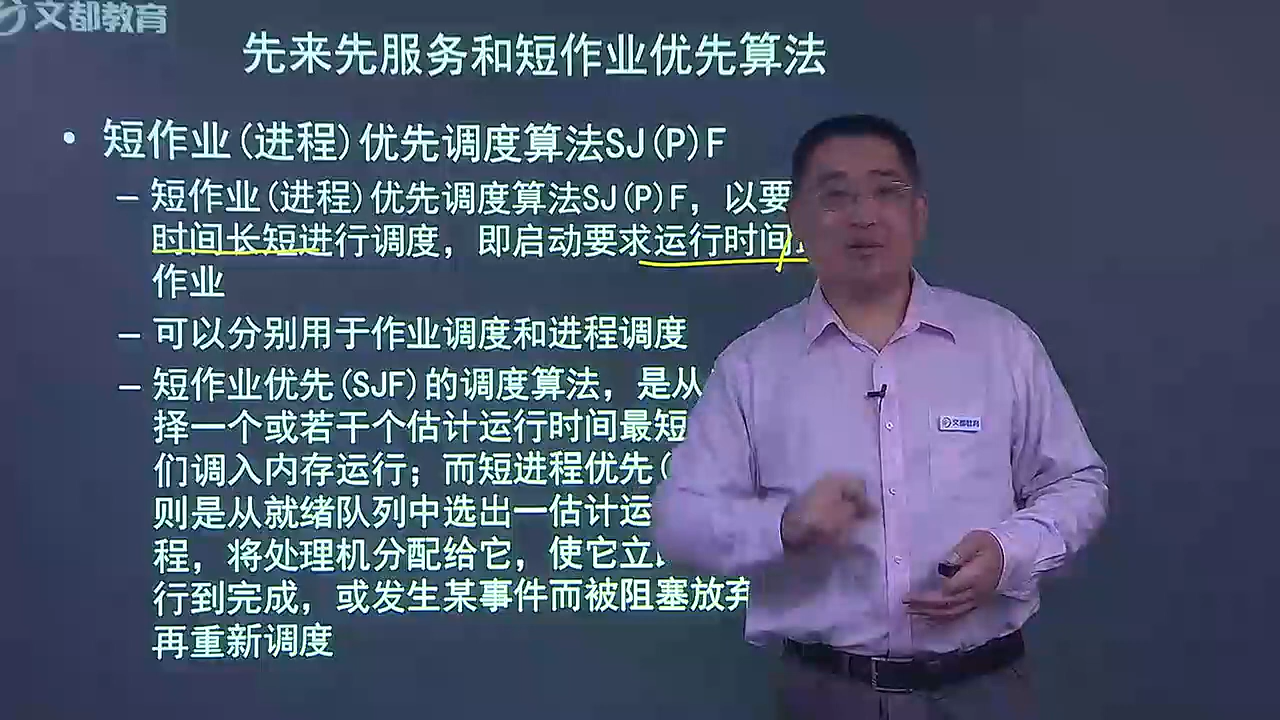 文都教育
先来先服务和短作业优先算法
• 短作业(进程)优先调度算法SJ(P)F
– 短作业(进程)优先调度算法SJ(P)F，以要
时间长短进行调度，即启动要求运行时间
作业
– 可以分别用于作业调度和进程调度
– 短作业优先(SJF)的调度算法，是从
择一个或若干个估计运行时间最短
们调入内存运行；而短进程优先(
则是从就绪队列中选出一估计运
程，将处理机分配给它，使它立
行到完成，或发生某事件而被阻塞放弃
再重新调度
文都教育